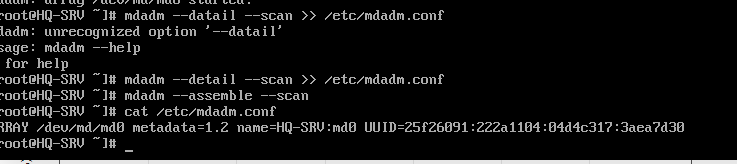 dadm: array /dev/md/md0 started.
root@HQ-SRV ~]# mdadm --datail --scan >> /etc/mdadm.conf
dadm: unrecognized option '--datail'
sage: mdadm --help
for help
root@HQ-SRV ~]# mdadm --detail --scan >> /etc/mdadm.conf
root@HQ-SRV ~]# mdadm --assemble --scan
root@HQ-SRV ~]# cat /etc/mdadm.conf
RRAY /dev/md/md0 metadata=1.2 name=HQ-SRV:md0 UUID=25f26091:222a1104:04d4c317:3aea7d30
root@HQ-SRV ~]# _